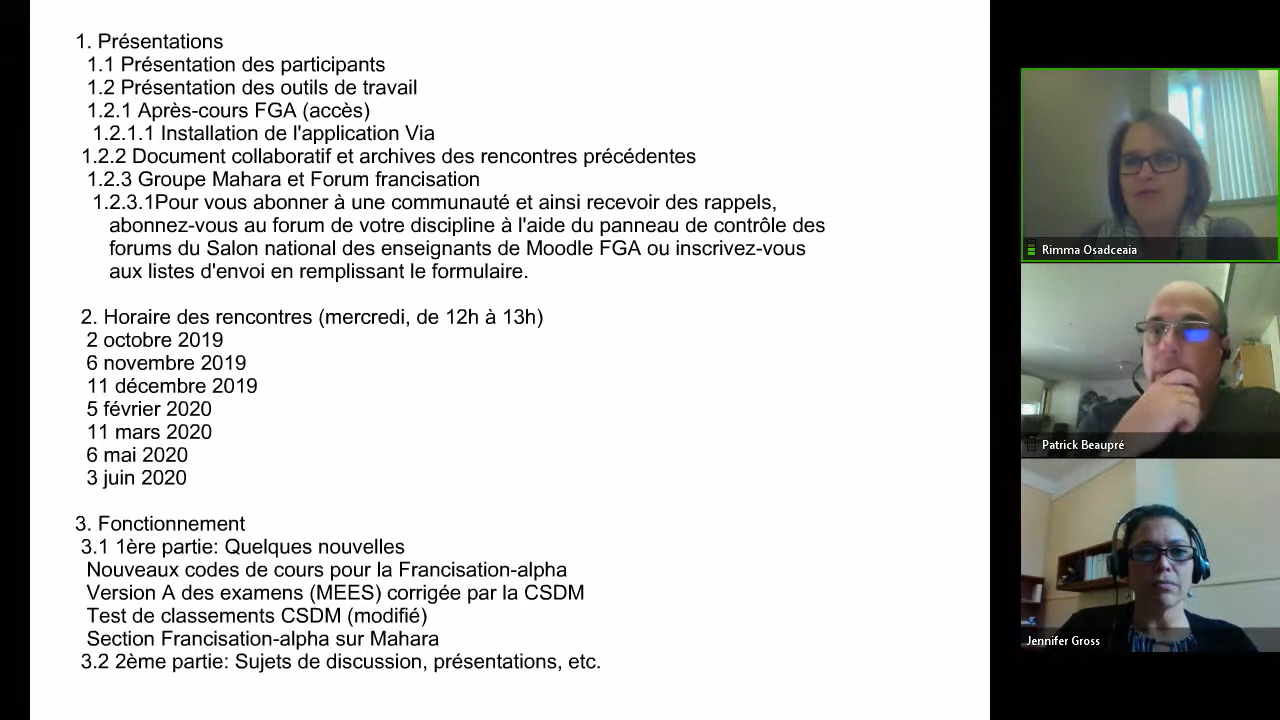 1. Présentations
1.1 Présentation des participants
1.2 Présentation des outils de travail
1.2.1 Après-cours FGA (accès)
1.2.1.1 Installation de l'application Via
1.2.2 Document collaboratif et archives des rencontres précédentes
1.2.3 Groupe Mahara et Forum francisation
1.2.3.1Pour vous abonner à une communauté et ainsi recevoir des rappels,
abonnez-vous au forum de votre discipline à l'aide du panneau de contrôle des
forums du Salon national des enseignants de Moodle FGA ou inscrivez-vous
aux listes d'envoi en remplissant le formulaire.
2. Horaire des rencontres (mercredi, de 12h à 13h)
2 octobre 2019
6 novembre 2019
11 décembre 2019
5 février 2020
11 mars 2020
6 mai 2020
3 juin 2020
3. Fonctionnement
3.1 1ère partie: Quelques nouvelles
Nouveaux codes de cours pour la Francisation-alpha
Version A des examens (MEES) corrigée par la CSDM
Test de classements CSDM (modifié)
Section Francisation-alpha sur Mahara
3.2 2ème partie: Sujets de discussion, présentations, etc.
Rimma Osadceaia
Patrick Beaupré
Jennifer Gross